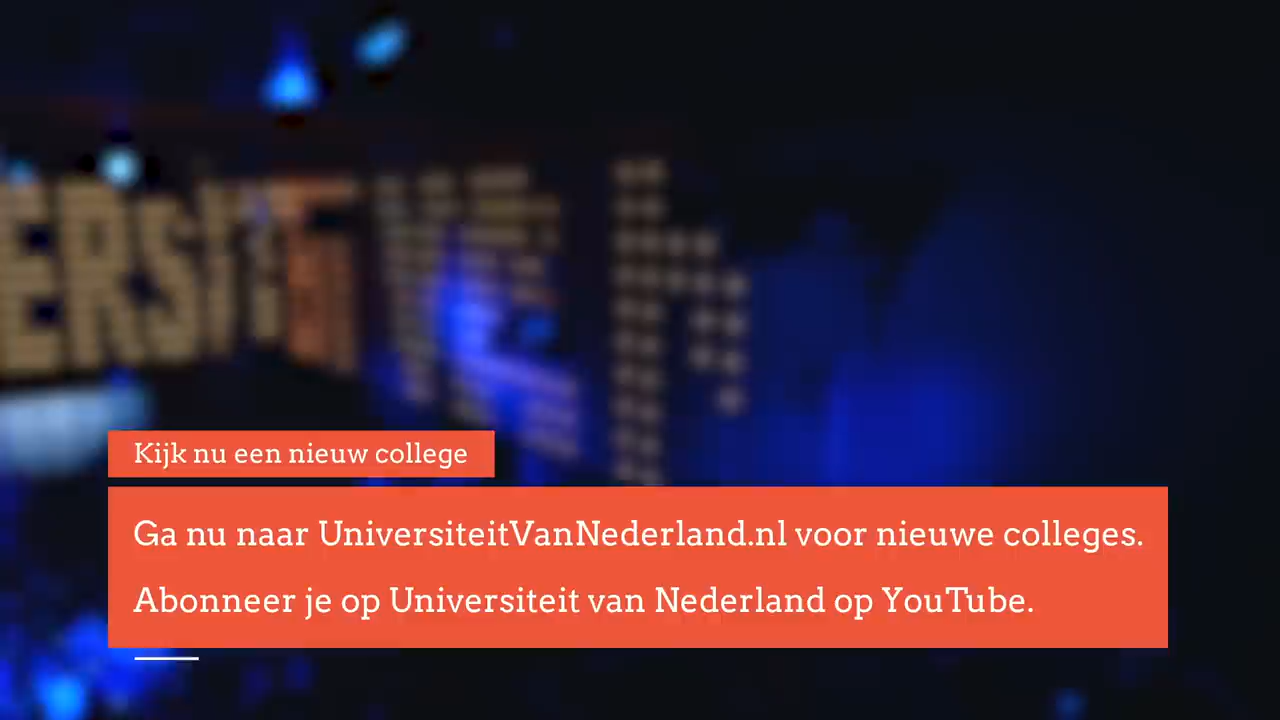 ERSIT
Kijk nu een nieuw college
Ga nu naar UniversiteitVanNederland.nl voor nieuwe colleges.
Abonneer je op Universiteit van Nederland op YouTube.